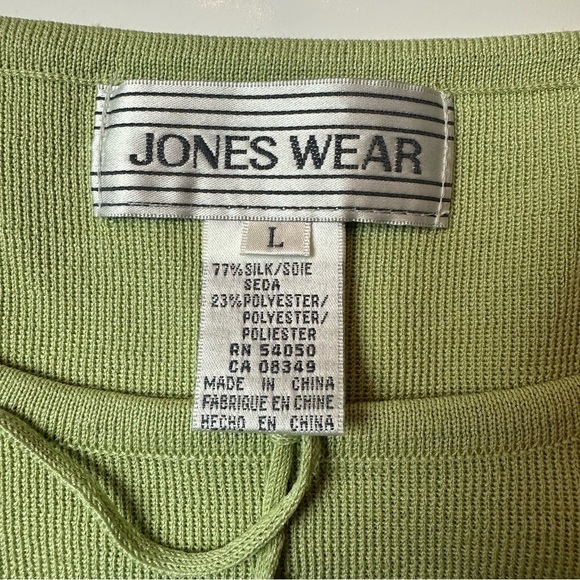 JONES WEAR
L
77% SILK/SOIE
SEDA
23% POLYESTER/
POLYESTER/
POLIESTER
RN 54050
CA 08349
MADE IN CHINA
FABRIQUE EN CHINE
HECHO EN CHINA